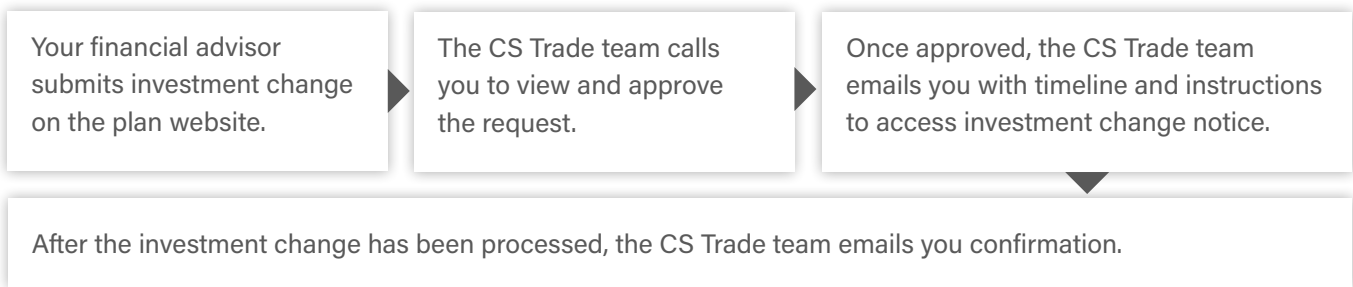 Your financial advisor
submits investment change
on the plan website.
The CS Trade team calls
you to view and approve
the request.
Once approved, the CS Trade team
emails you with timeline and instructions
to access investment change notice.
After the investment change has been processed, the CS Trade team emails you confirmation.